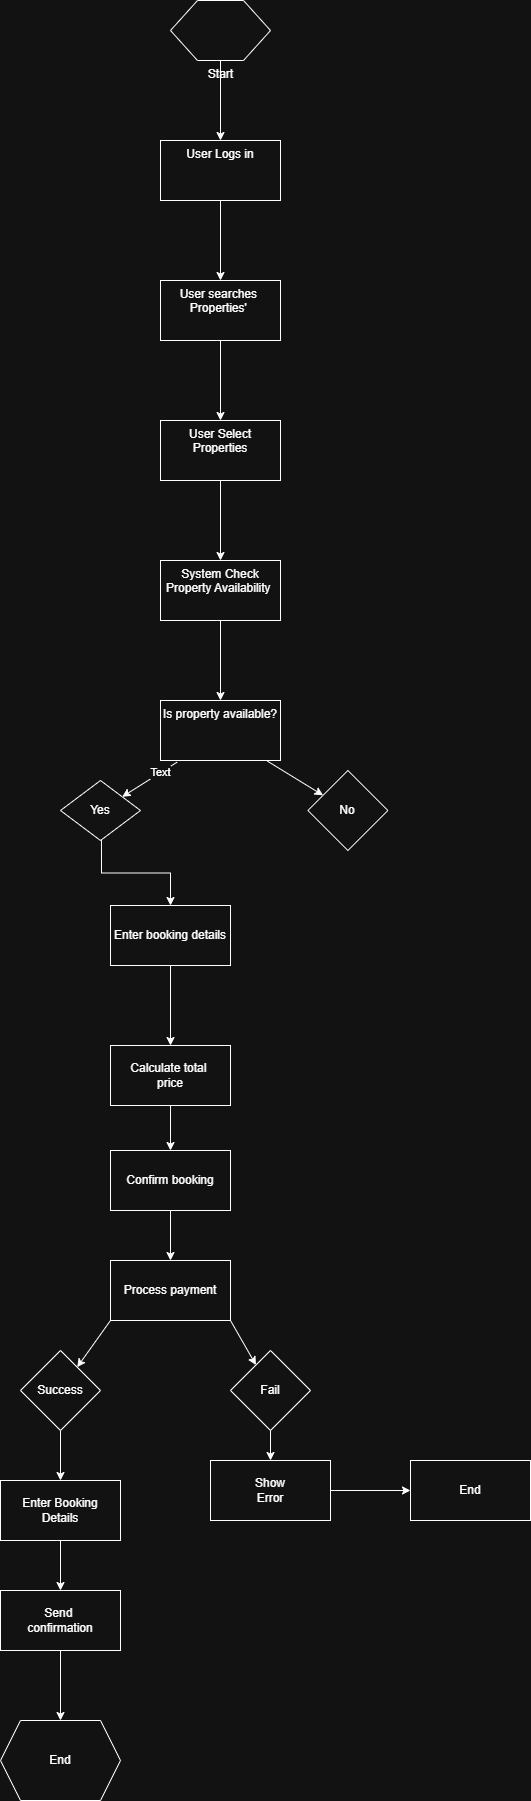 Start
User Logs in
User searches
Properties'
User Select
Properties
System Check
Property Availability
Is property available?
Text
Yes
No
Enter booking details
Calculate total
price
Confirm booking
Process payment
Success
Fail
Show
Error
End
Enter Booking
Details
Send
confirmation
End